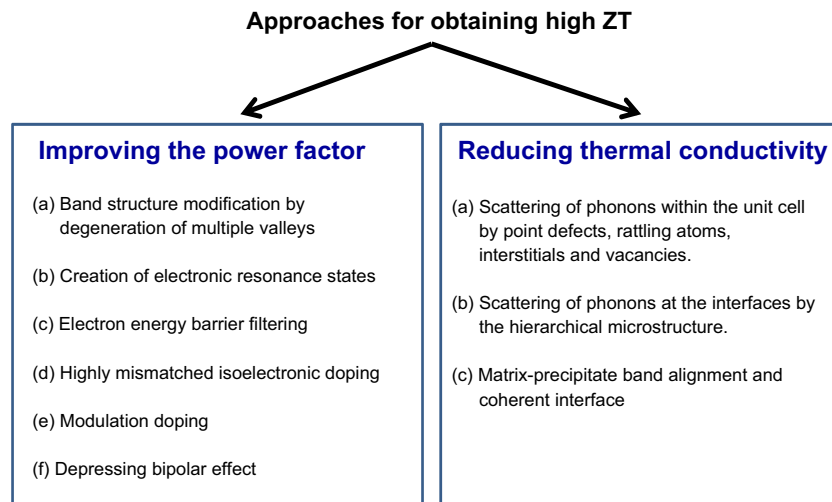 Approaches for obtaining high ZT
Improving the power factor
(a) Band structure modification by
degeneration of multiple valleys
(b) Creation of electronic resonance states
(c) Electron energy barrier filtering
(d) Highly mismatched isoelectronic doping
(e) Modulation doping
(f) Depressing bipolar effect
Reducing thermal conductivity
(a) Scattering of phonons within the unit cell
by point defects, rattling atoms,
interstitials and vacancies.
(b) Scattering of phonons at the interfaces by
the hierarchical microstructure.
(c) Matrix-precipitate band alignment and
coherent interface